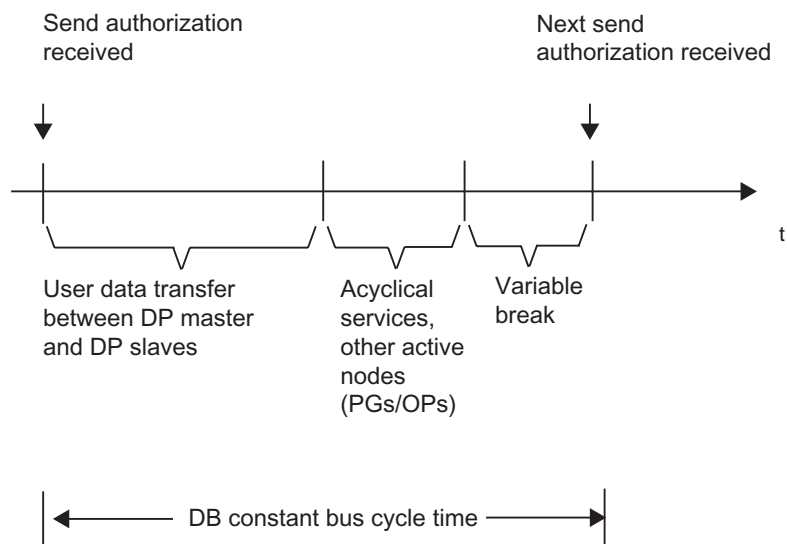 Send authorization
received
Next send
authorization received
t
User data transfer
between DP master
and DP slaves
Acyclical
services,
other active
nodes
(PGs/OPs)
Variable
break
DB constant bus cycle time